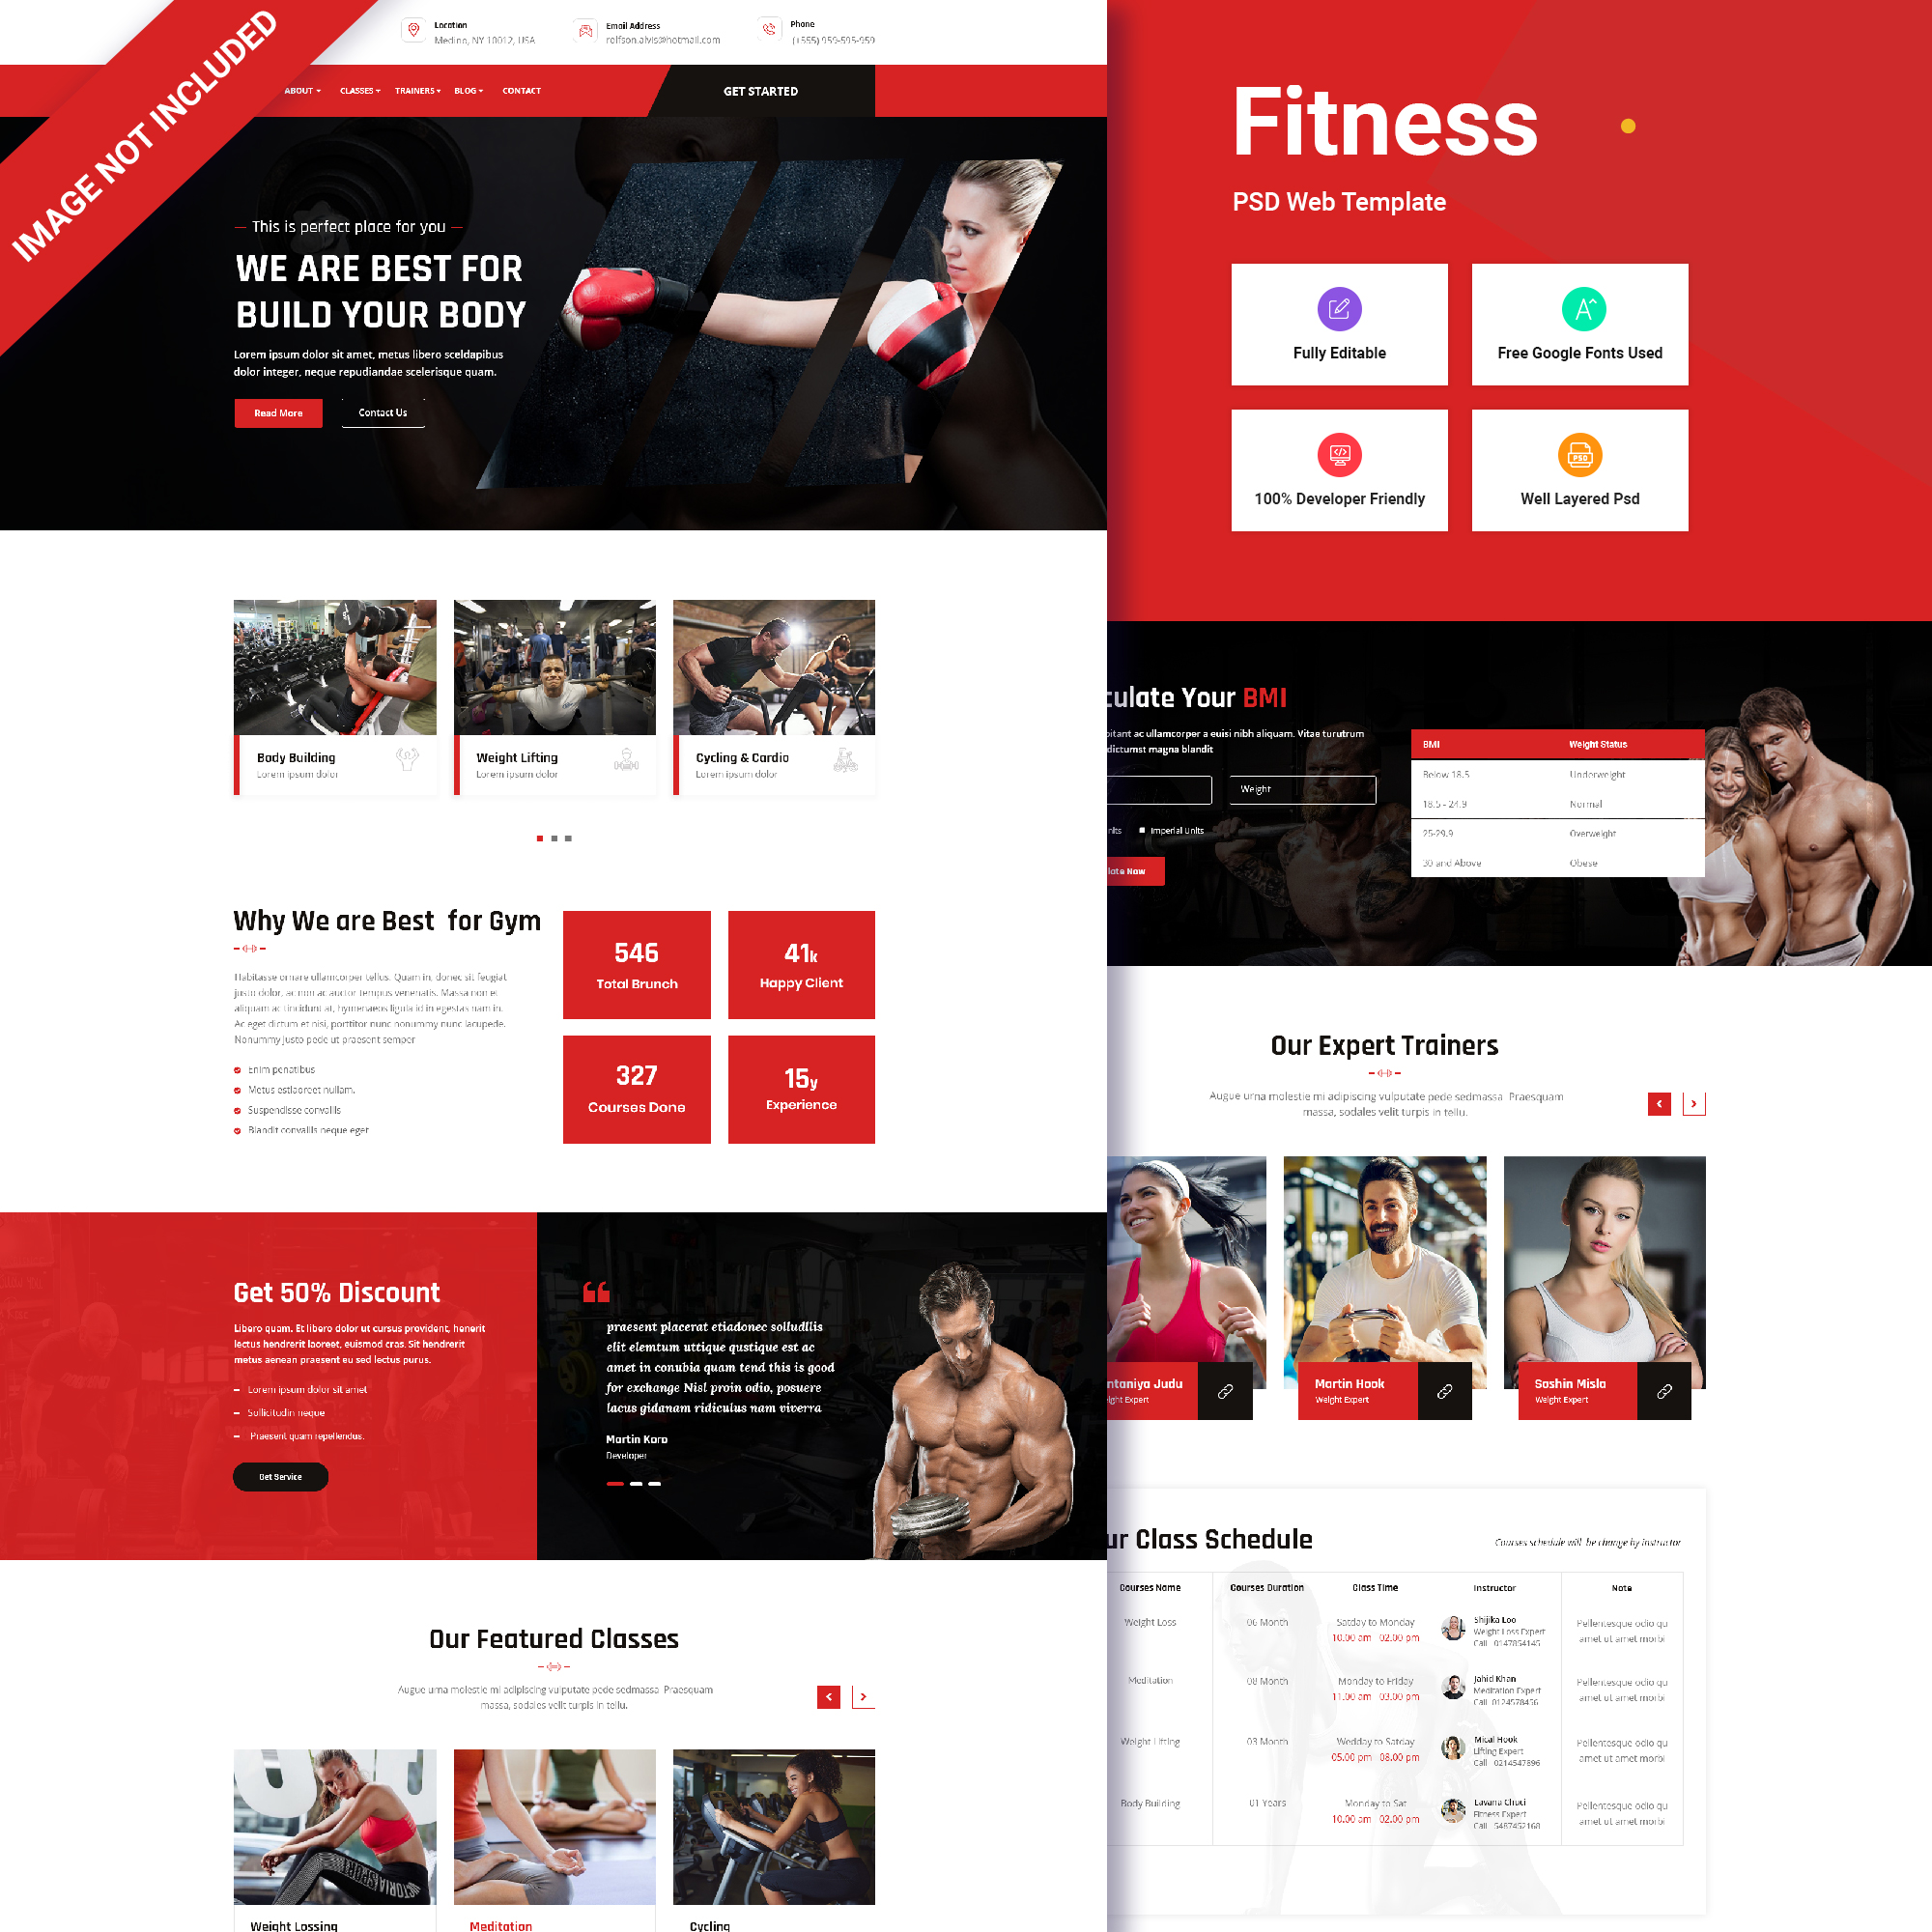 IMAGE NOT INCLUDED
Location
Medino, NY 10012, USA
Email Address
rolfson.alvis@hotmail.com
Phone
(+555) 959-595-959
ABOUT
CLASSES
TRAINERS
BLOG
CONTACT
GET STARTED
This is perfect place for you
WE ARE BEST FOR
BUILD YOUR BODY
Lorem ipsum dolor sit amet, metus libero sceldapibus
dolor integer, neque repudiandae scelerisque quam.
Read More
Contact Us
Body Building
Lorem ipsum dolor
Weight Lifting
Lorem ipsum dolor
Cycling & Cardio
Lorem ipsum dolor
Why We are Best for Gym
Habitasse ornare ullamcorper tellus. Quam in, donec sit feugiat
justo dolor, ac non ac auctor tempus venenatis. Massa non et
aliquam ac tincidunt at, hymenaeos ligula id in egestas nam in.
Ac eget dictum et nisi, porttitor nunc nonummy nunc lacupede.
Nonummy justo pede ut praesent semper
Enim penatibus
Metus estlaoreet nullam.
Suspendisse convallis
Blandit convallis neque eget
546
Total Brunch
41k
Happy Client
327
Courses Done
15y
Experience
Get 50% Discount
Libero quam. Et libero dolor ut cursus provident, henerit
lectus hendrerit laoreet, euismod cras. Sit hendrerit
metus aenean praesent eu sed lectus purus.
Lorem ipsum dolor sit amet
Sollicitudin neque
Praesent quam repellendus.
Get Service
praesent placerat etiadonec solludllis
elit elemtum uttique qustique est ac
amet in conubia quam tend this is good
for exchange Nisl proin odio, posuere
lacus gidanam ridiculus nam viverra
Martin Koro
Developer
Our Featured Classes
Augue urna molestie mi adipiscing vulputate pede sedmassa Praesquam
massa, sodales velit turpis in tellu.
Weight Lossing
Meditation
Cycling
Fitness
PSD Web Template
Fully Editable
Free Google Fonts Used
100% Developer Friendly
PSD
Well Layered Psd
culate Your BMI
bitant ac ullamcorper a euisi nibh aliquam. Vitae turutrum
dictumst magna blandit
Weight
nits
Imperial Units
late Now
BMI Weight Status
Below 18.5 Underweight
18.5 - 24.9 Normal
25-29.9 Overweight
30 and Above Obese
Our Expert Trainers
Augue urna molestie mi adipiscing vulputate pede sedmassa Praesquam
massa, sodales velit turpis in tellu.
ntaniya Judu
ight Expert
Martin Hook
Weight Expert
Soshin Misla
Weight Expert
ur Class Schedule
Courses schedule will be change by instructor
Courses Name Courses Duration Class Time Instructor Note
Weight Loss
06 Month
Satday to Monday
10.00 am 02.00 pm
Shijika Loo
Weight Loss Expert
Call 0147854145
Pellentesque odio qu
amet ut amet morbi
Meditation
08 Month
Monday to Friday
11.00 am 03.00 pm
Jahid Khan
Meditation Expert
Call 0124578456
Pellentesque odio qu
amet ut amet morbi
Weight Lifting
03 Month
Wedday to Satday
05.00 pm 08.00 pm
Mical Hook
Lifting Expert
Call 0214547896
Pellentesque odio qu
amet ut amet morbi
Body Building
01 Years
Monday to Sat
10.00 am 02.00 pm
Lavana Chuci
Fitness Expert
Call 5487452168
Pellentesque odio qu
amet ut amet morbi